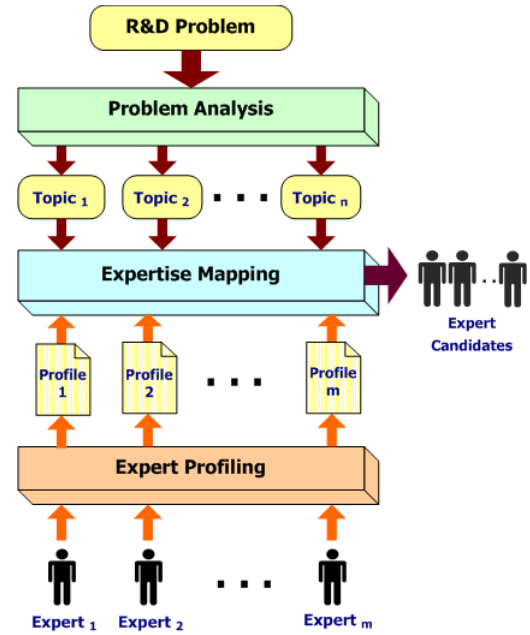 R&D Problem
Problem Analysis
Topic 1 Topic 2 . . . Topic n
Expertise Mapping
Expert
Candidates
Profile 1
Profile 2
. . .
Profile m
Expert Profiling
Expert 1 Expert 2 . . . Expert m